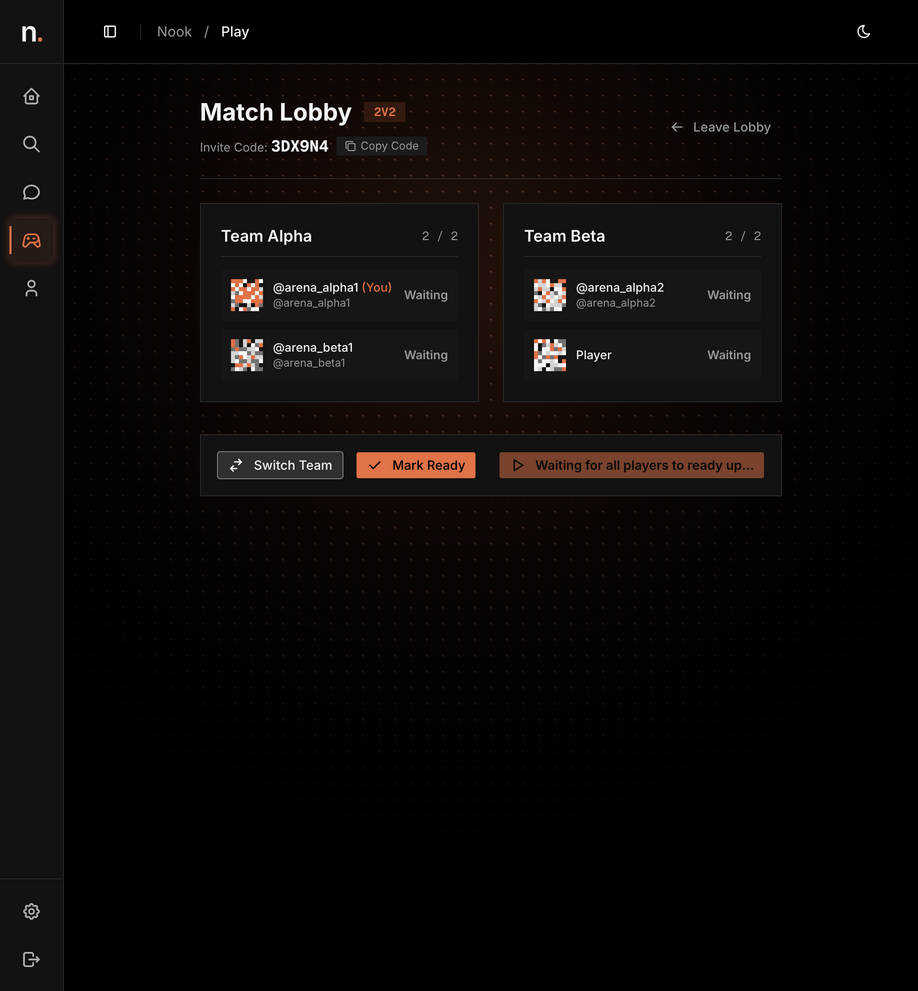 n.
Nook / Play
Match Lobby 2V2
Invite Code: 3DX9N4 Copy Code
Leave Lobby
Team Alpha 2 / 2
@arena_alpha1 (You)
@arena_alpha1
Waiting
@arena_beta1
@arena_beta1
Waiting
Team Beta 2 / 2
@arena_alpha2
@arena_alpha2
Waiting
Player
Waiting
Switch Team
Mark Ready
Waiting for all players to ready up...